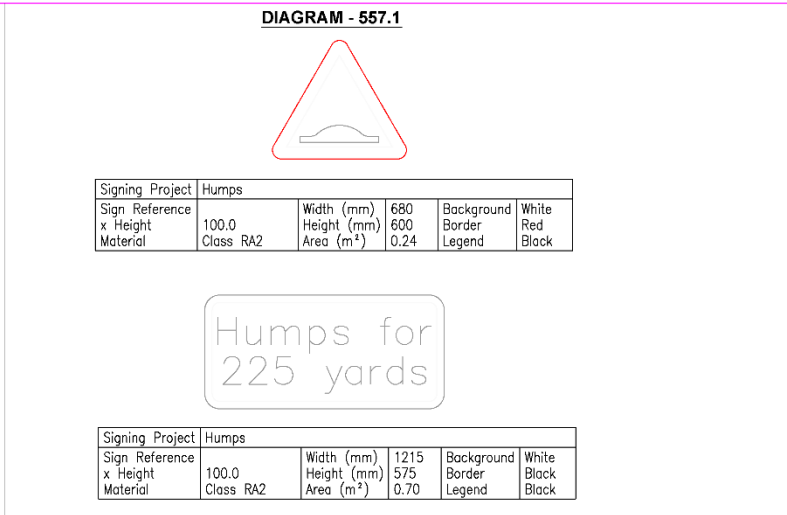 DIAGRAM - 557.1
Signing Project Humps
Sign Reference Width (mm) 680 Background White
x Height 100.0 Height (mm) 600 Border Red
Material Class RA2 Area (m²) 0.24 Legend Black
Humps for
225 yards
Signing Project Humps
Sign Reference Width (mm) 1215 Background White
x Height 100.0 Height (mm) 575 Border Black
Material Class RA2 Area (m²) 0.70 Legend Black